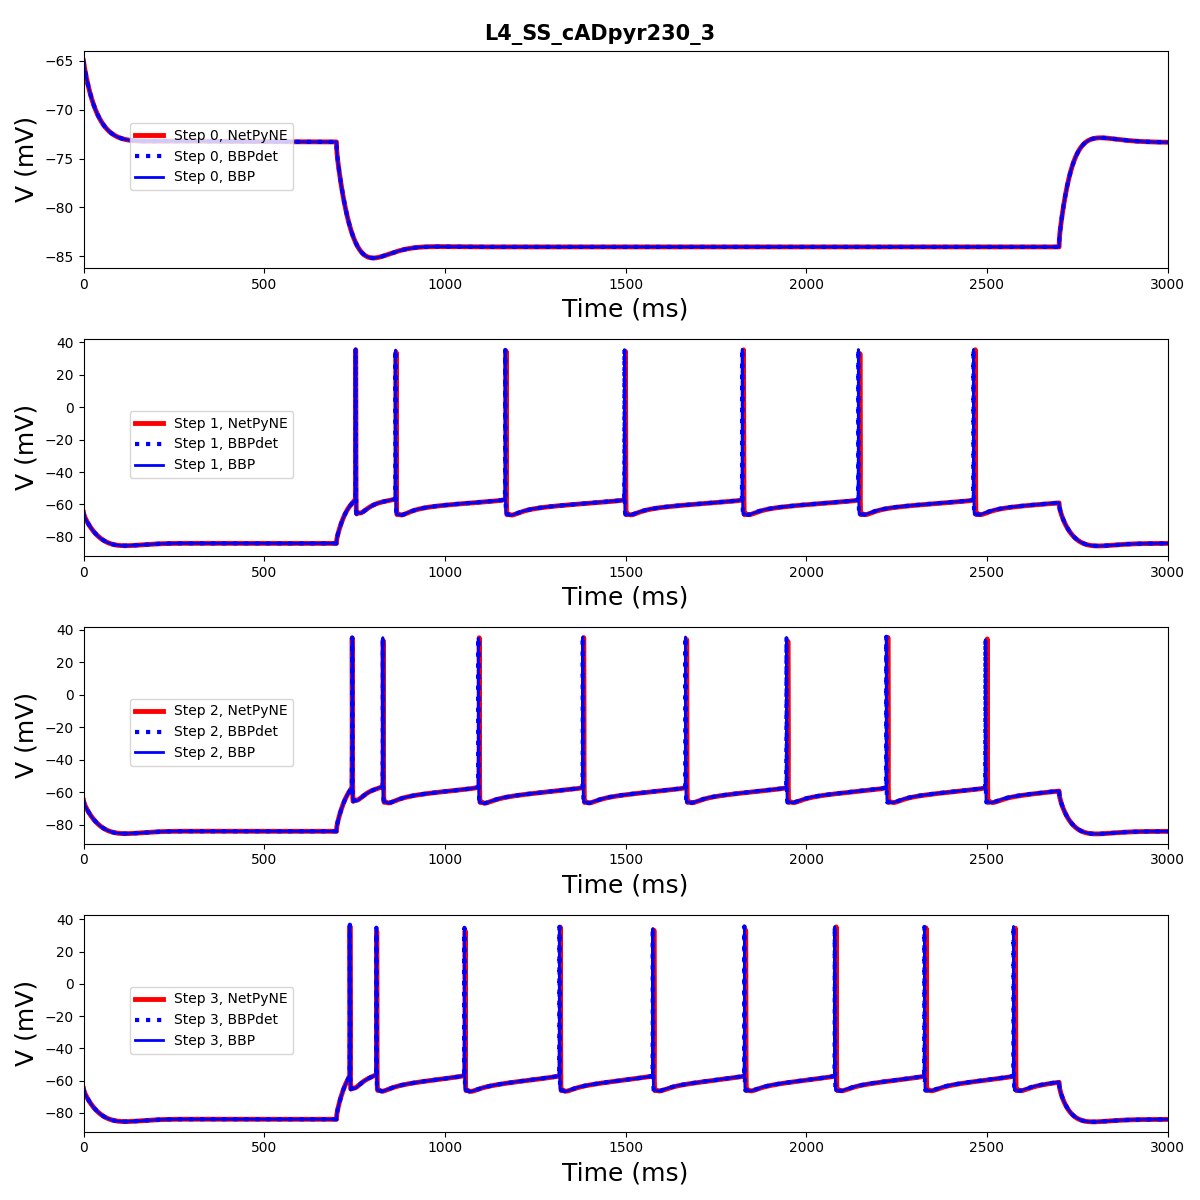 L4_SS_cADpyr230_3
−65
−70
−75
−80
−85
V (mV)
Step 0, NetPyNE
Step 0, BBPdet
Step 0, BBP
0 500 1000 1500 2000 2500 3000
Time (ms)
40
20
0
−20
−40
−60
−80
V (mV)
Step 1, NetPyNE
Step 1, BBPdet
Step 1, BBP
0 500 1000 1500 2000 2500 3000
Time (ms)
40
20
0
−20
−40
−60
−80
V (mV)
Step 2, NetPyNE
Step 2, BBPdet
Step 2, BBP
0 500 1000 1500 2000 2500 3000
Time (ms)
40
20
0
−20
−40
−60
−80
V (mV)
Step 3, NetPyNE
Step 3, BBPdet
Step 3, BBP
0 500 1000 1500 2000 2500 3000
Time (ms)